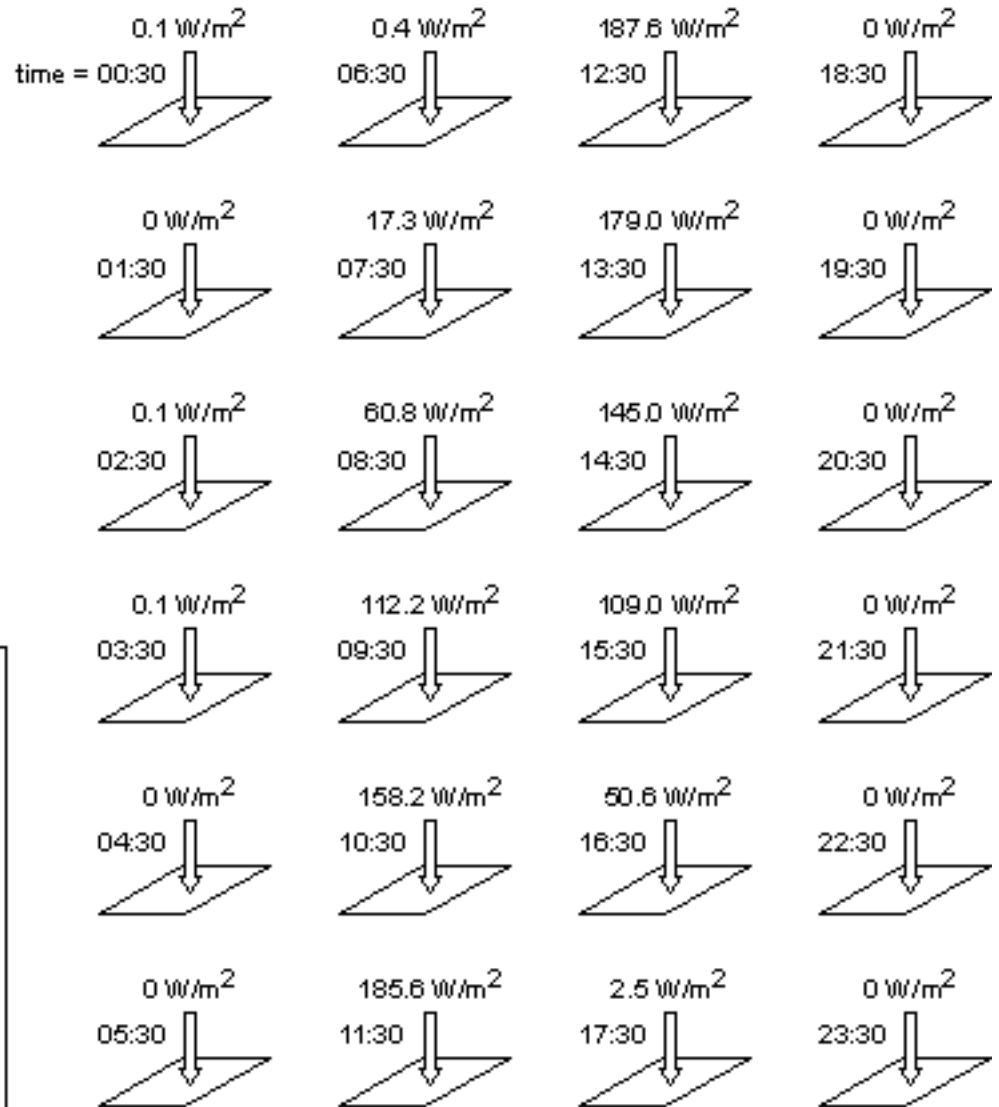 0.1 W/m² 0.4 W/m² 187.6 W/m² 0 W/m²
time = 00:30 06:30 12:30 18:30
0 W/m² 17.3 W/m² 179.0 W/m² 0 W/m²
01:30 07:30 13:30 19:30
0.1 W/m² 60.8 W/m² 145.0 W/m² 0 W/m²
02:30 08:30 14:30 20:30
0.1 W/m² 112.2 W/m² 109.0 W/m² 0 W/m²
03:30 09:30 15:30 21:30
0 W/m² 158.2 W/m² 50.6 W/m² 0 W/m²
04:30 10:30 16:30 22:30
0 W/m² 185.6 W/m² 2.5 W/m² 0 W/m²
05:30 11:30 17:30 23:30